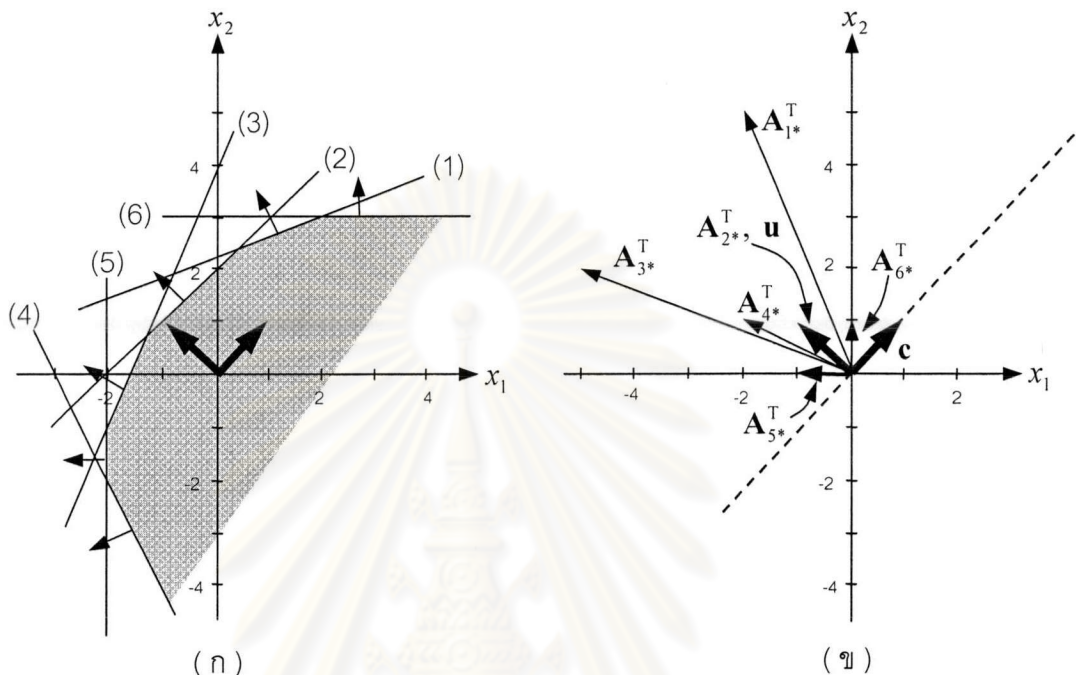 x₂
(3)
(2)
(1)
4
(6)
(5)
2
(4)
-2
2
4
x₁
-2
-4
( ก )
x₂
A₁*ᵀ
4
A₂*ᵀ, u
A₃*ᵀ
2
A₆*ᵀ
A₄*ᵀ
c
-2
2
x₁
A₅*ᵀ
-2
-4
( ข )